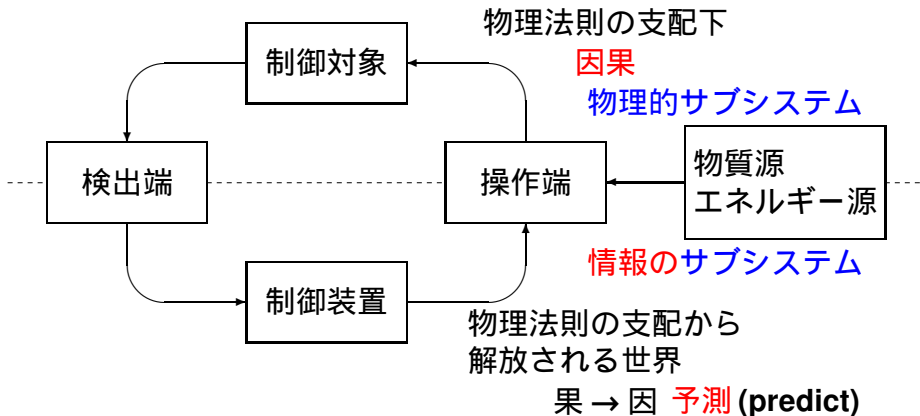 物理法則の支配下
制御対象
因果
物理的サブシステム
検出端
操作端
物質源
エネルギー源
情報のサブシステム
制御装置
物理法則の支配から
解放される世界
果 → 因 予測 (predict)